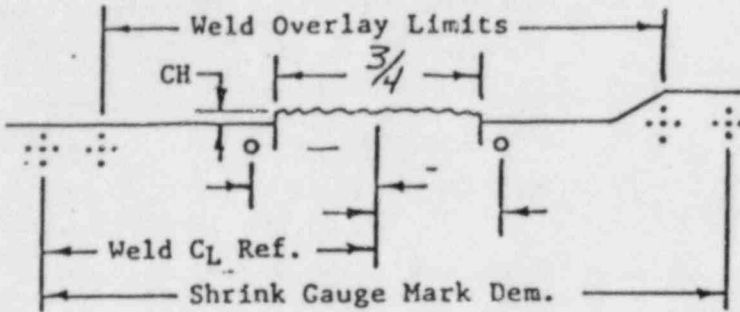 Weld Overlay Limits
3/4
CH
Weld CL Ref.
Shrink Gauge Mark Dem.